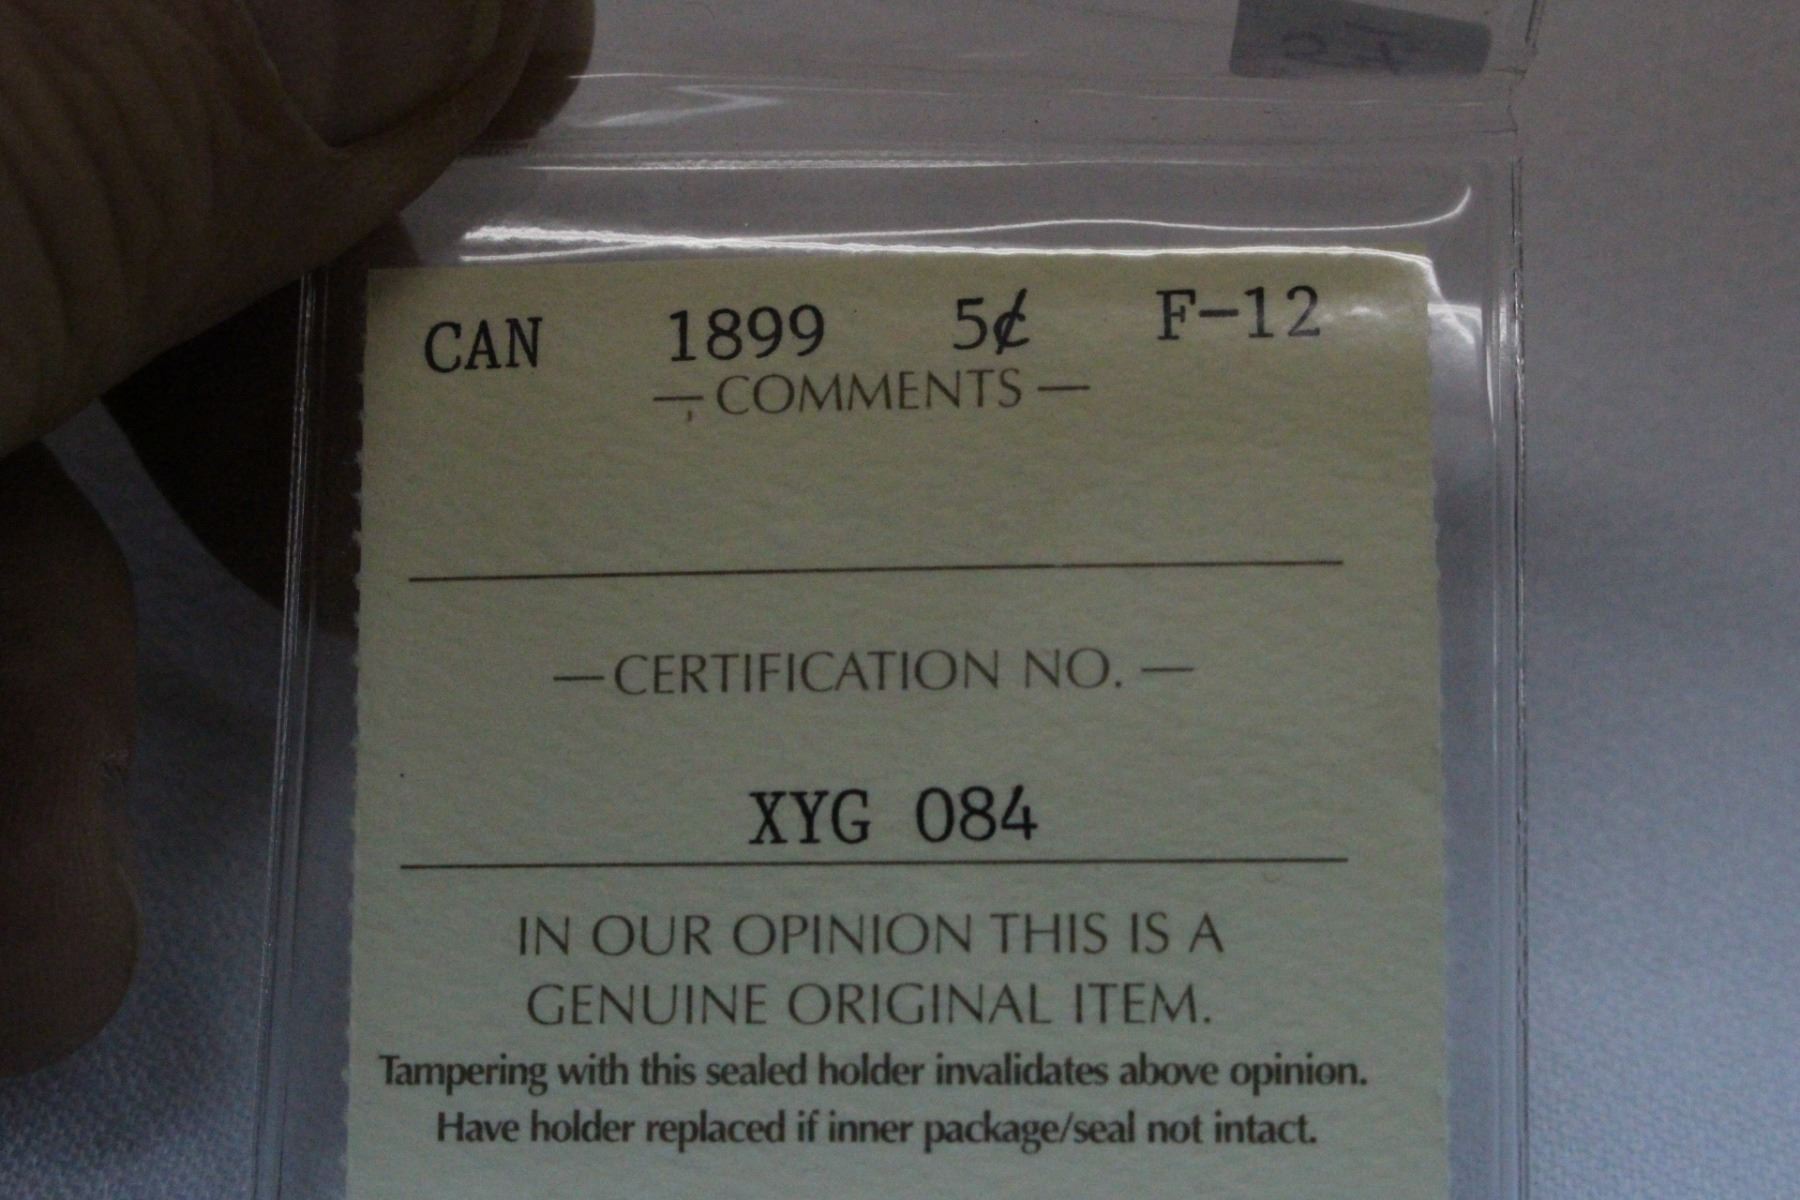 CAN 1899 5¢ F-12
— COMMENTS —
— CERTIFICATION NO. —
XYG 084
IN OUR OPINION THIS IS A
GENUINE ORIGINAL ITEM.
Tampering with this sealed holder invalidates above opinion.
Have holder replaced if inner package/seal not intact.